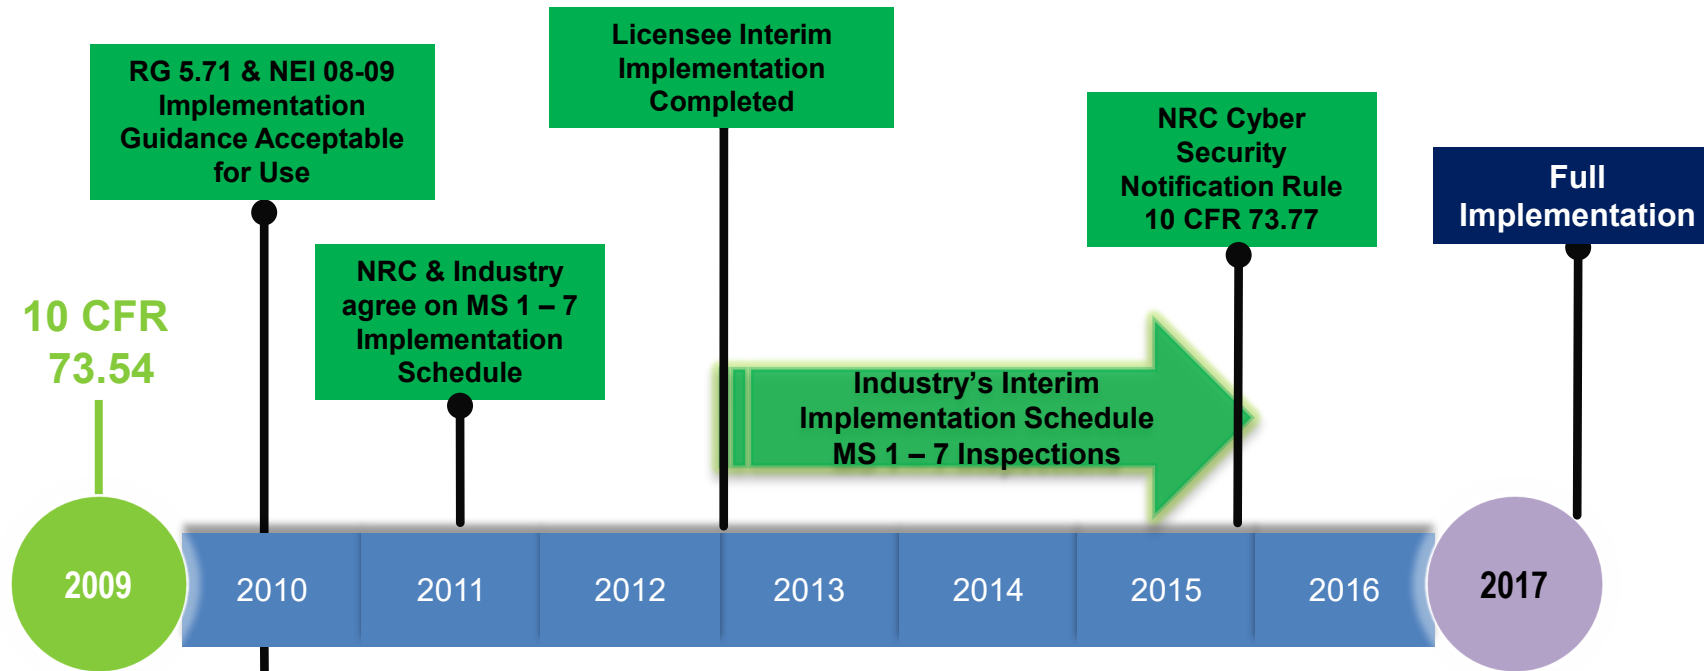 10 CFR
73.54
RG 5.71 & NEI 08-09
Implementation
Guidance Acceptable
for Use
NRC & Industry
agree on MS 1 – 7
Implementation
Schedule
Licensee Interim
Implementation
Completed
Industry’s Interim
Implementation Schedule
MS 1 – 7 Inspections
NRC Cyber
Security
Notification Rule
10 CFR 73.77
Full
Implementation
2009
2010
2011
2012
2013
2014
2015
2016
2017